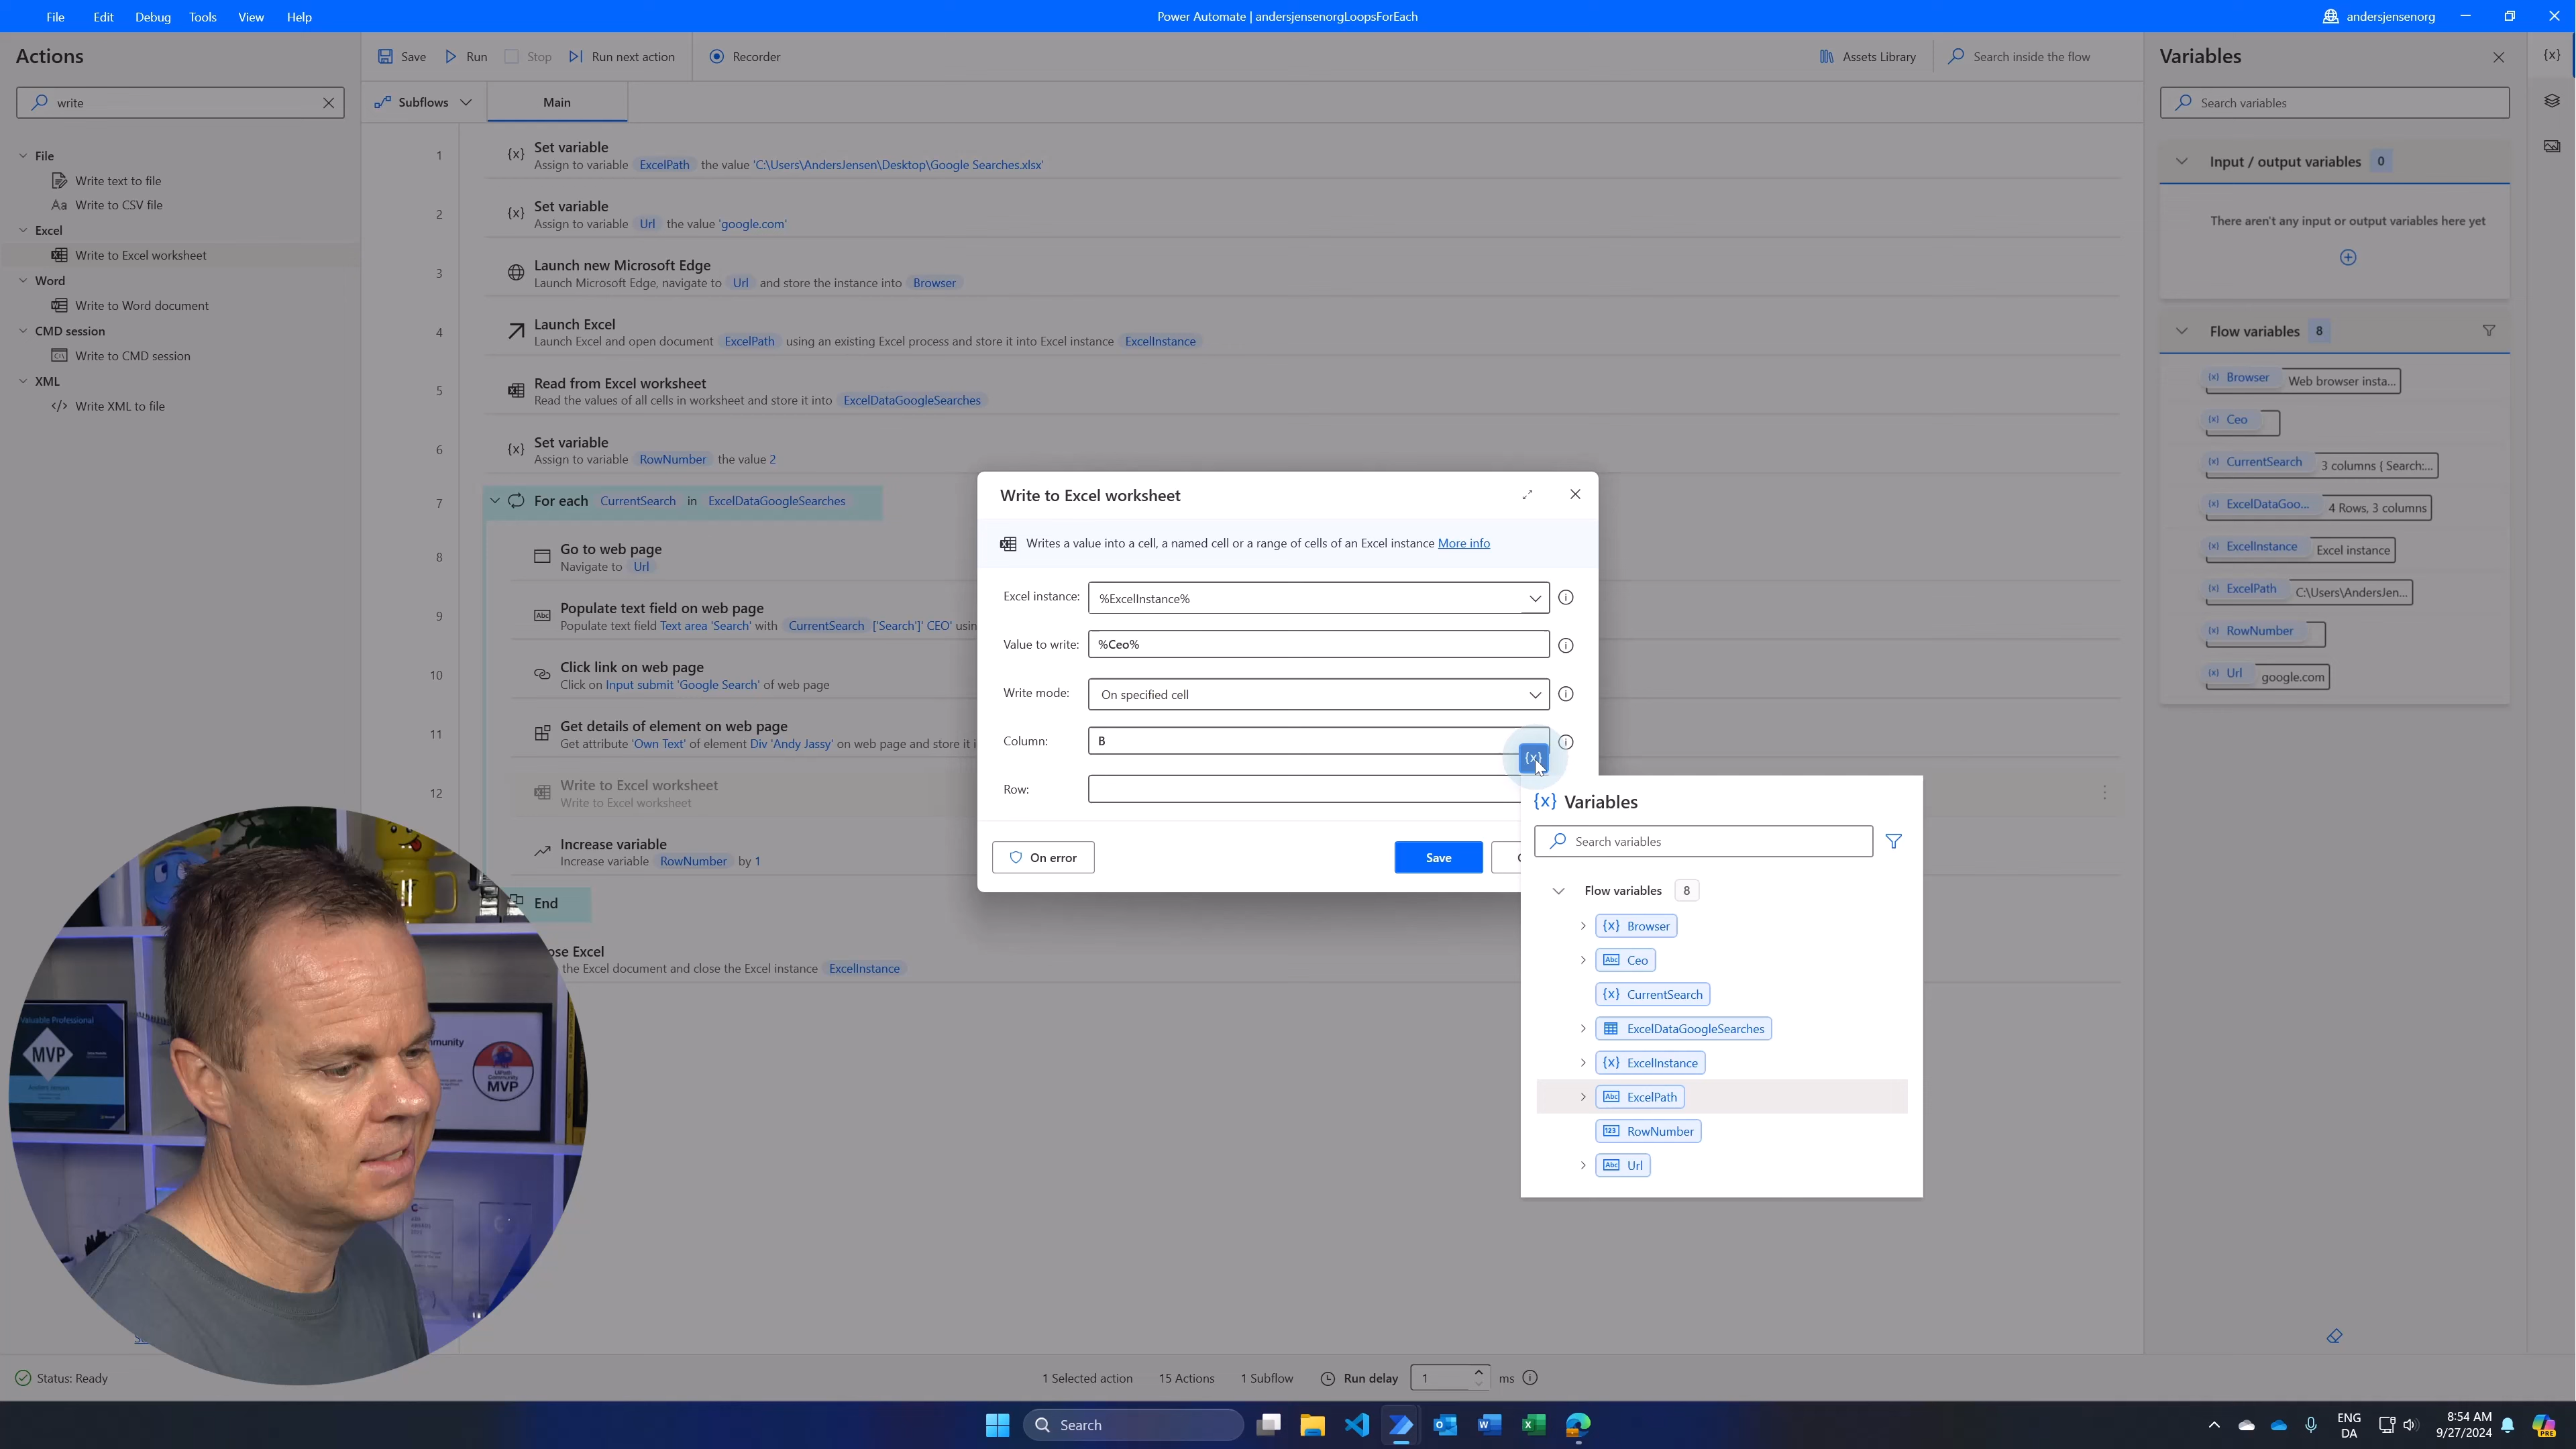 File Edit Debug Tools View Help
Power Automate | andersjensenorgLoopsForEach
andersjensenorg
Actions
write
File
Write text to file
Write to CSV file
Excel
Write to Excel worksheet
Word
Write to Word document
CMD session
Write to CMD session
XML
Write XML to file
Save Run Stop Run next action Recorder
Assets Library Search inside the flow
Subflows Main
1 Set variable
Assign to variable ExcelPath the value 'C:\Users\AndersJensen\Desktop\Google Searches.xlsx'
2 Set variable
Assign to variable Url the value 'google.com'
3 Launch new Microsoft Edge
Launch Microsoft Edge, navigate to Url and store the instance into Browser
4 Launch Excel
Launch Excel and open document ExcelPath using an existing Excel process and store it into Excel instance ExcelInstance
5 Read from Excel worksheet
Read the values of all cells in worksheet and store it into ExcelDataGoogleSearches
6 Set variable
Assign to variable RowNumber the value 2
7 For each CurrentSearch in ExcelDataGoogleSearches
8 Go to web page
Navigate to Url
9 Populate text field on web page
Populate text field Text area 'Search' with CurrentSearch ['Search']' CEO' usin
10 Click link on web page
Click on Input submit 'Google Search' of web page
11 Get details of element on web page
Get attribute 'Own Text' of element Div 'Andy Jassy' on web page and store it i
12 Write to Excel worksheet
Write to Excel worksheet
Increase variable
Increase variable RowNumber by 1
End
ose Excel
the Excel document and close the Excel instance ExcelInstance
Write to Excel worksheet
Writes a value into a cell, a named cell or a range of cells of an Excel instance More info
Excel instance: %ExcelInstance%
Value to write: %Ceo%
Write mode: On specified cell
Column: B
{x}
Row:
On error Save C
{x} Variables
Search variables
Flow variables 8
{x} Browser
Abc Ceo
{x} CurrentSearch
ExcelDataGoogleSearches
{x} ExcelInstance
Abc ExcelPath
123 RowNumber
Abc Url
Variables
Search variables
Input / output variables 0
There aren't any input or output variables here yet
Flow variables 8
Browser Web browser insta...
Ceo
CurrentSearch 3 columns { Search:...
ExcelDataGoo... 4 Rows, 3 columns
ExcelInstance Excel instance
ExcelPath C:\Users\AndersJen...
RowNumber
Url google.com
Valuable Professional
MVP
mmunity
Community
MVP
Status: Ready
1 Selected action 15 Actions 1 Subflow Run delay 1 ms
Search
ENG
DA
8:54 AM
9/27/2024
PRE